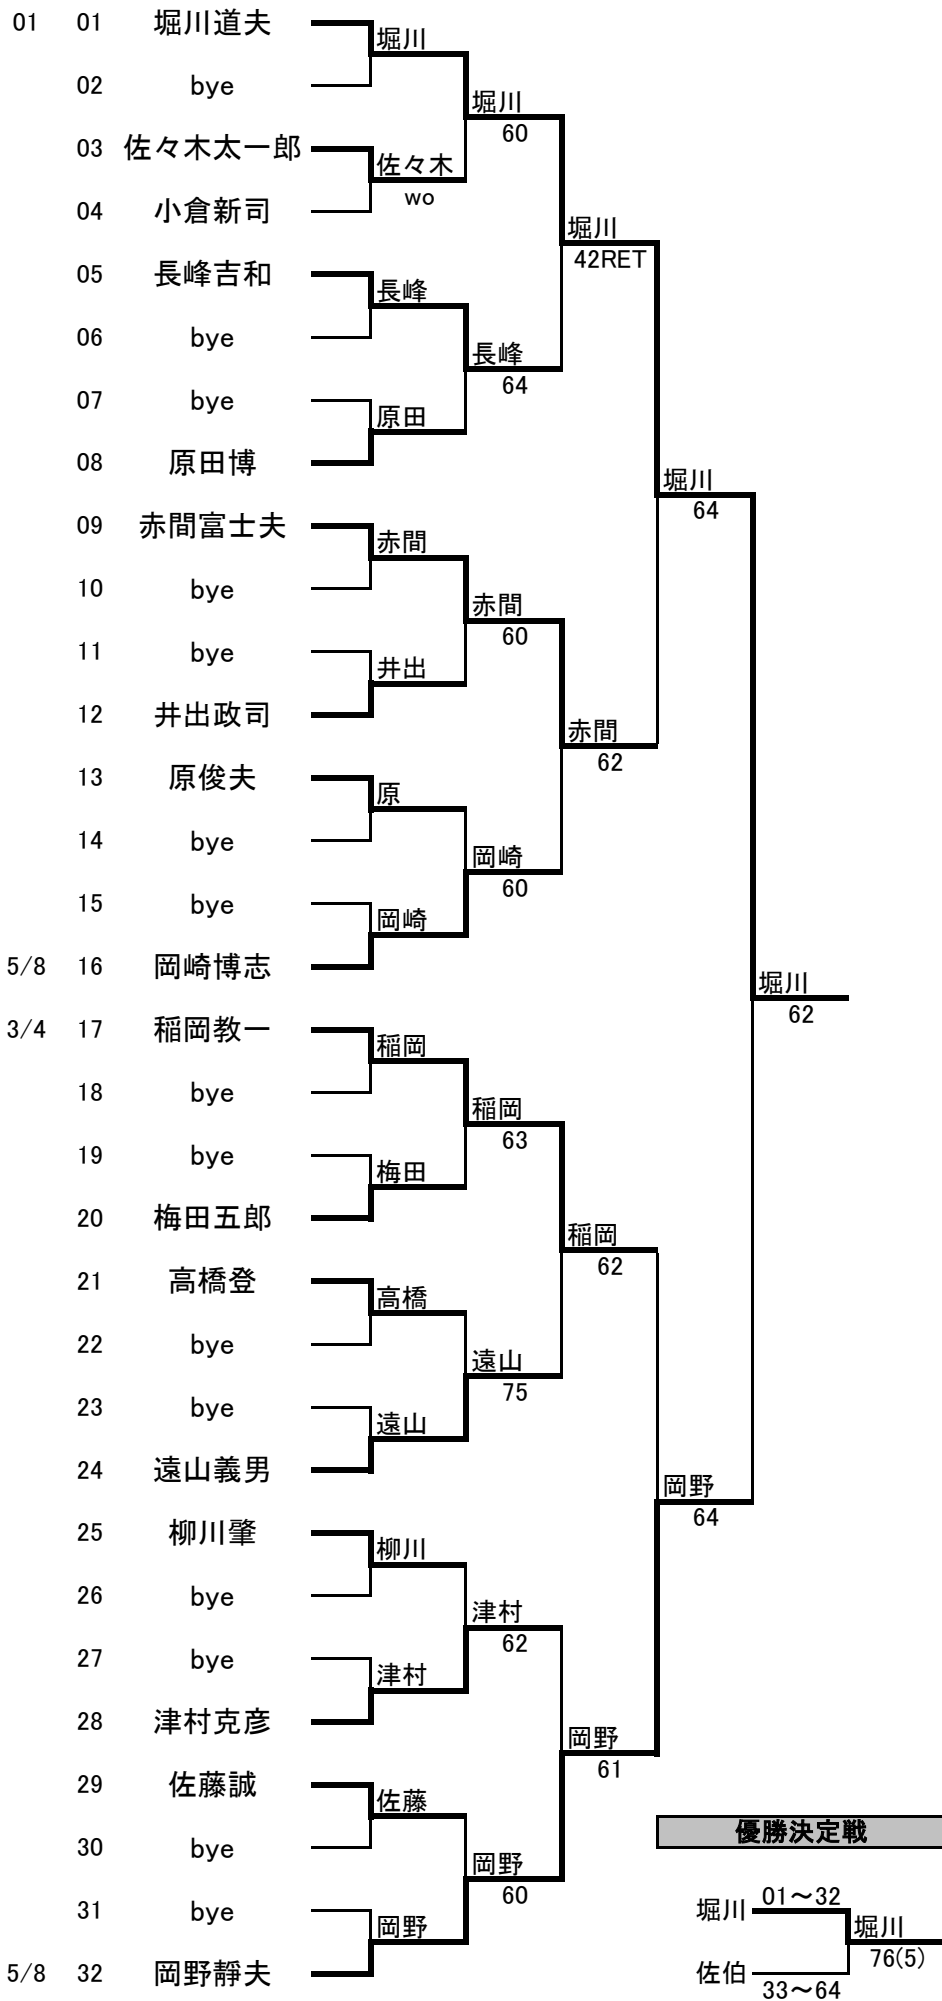 01 01 堀川道夫
堀川
02 bye
堀川
60
03 佐々木太一郎
佐々木
wo
04 小倉新司
堀川
42RET
05 長峰吉和
長峰
06 bye
長峰
64
07 bye
原田
08 原田博
堀川
64
09 赤間富士夫
赤間
10 bye
赤間
60
11 bye
井出
12 井出政司
赤間
62
13 原俊夫
原
14 bye
岡崎
60
15 bye
岡崎
5/8 16 岡崎博志
堀川
62
3/4 17 稲岡教一
稲岡
18 bye
稲岡
63
19 bye
梅田
20 梅田五郎
稲岡
62
21 高橋登
高橋
22 bye
遠山
75
23 bye
遠山
24 遠山義男
岡野
64
25 柳川肇
柳川
26 bye
津村
62
27 bye
津村
28 津村克彦
岡野
61
29 佐藤誠
佐藤
30 bye
岡野
60
31 bye
岡野
5/8 32 岡野靜夫
優勝決定戦
堀川 01～32
堀川
76(5)
佐伯 33～64